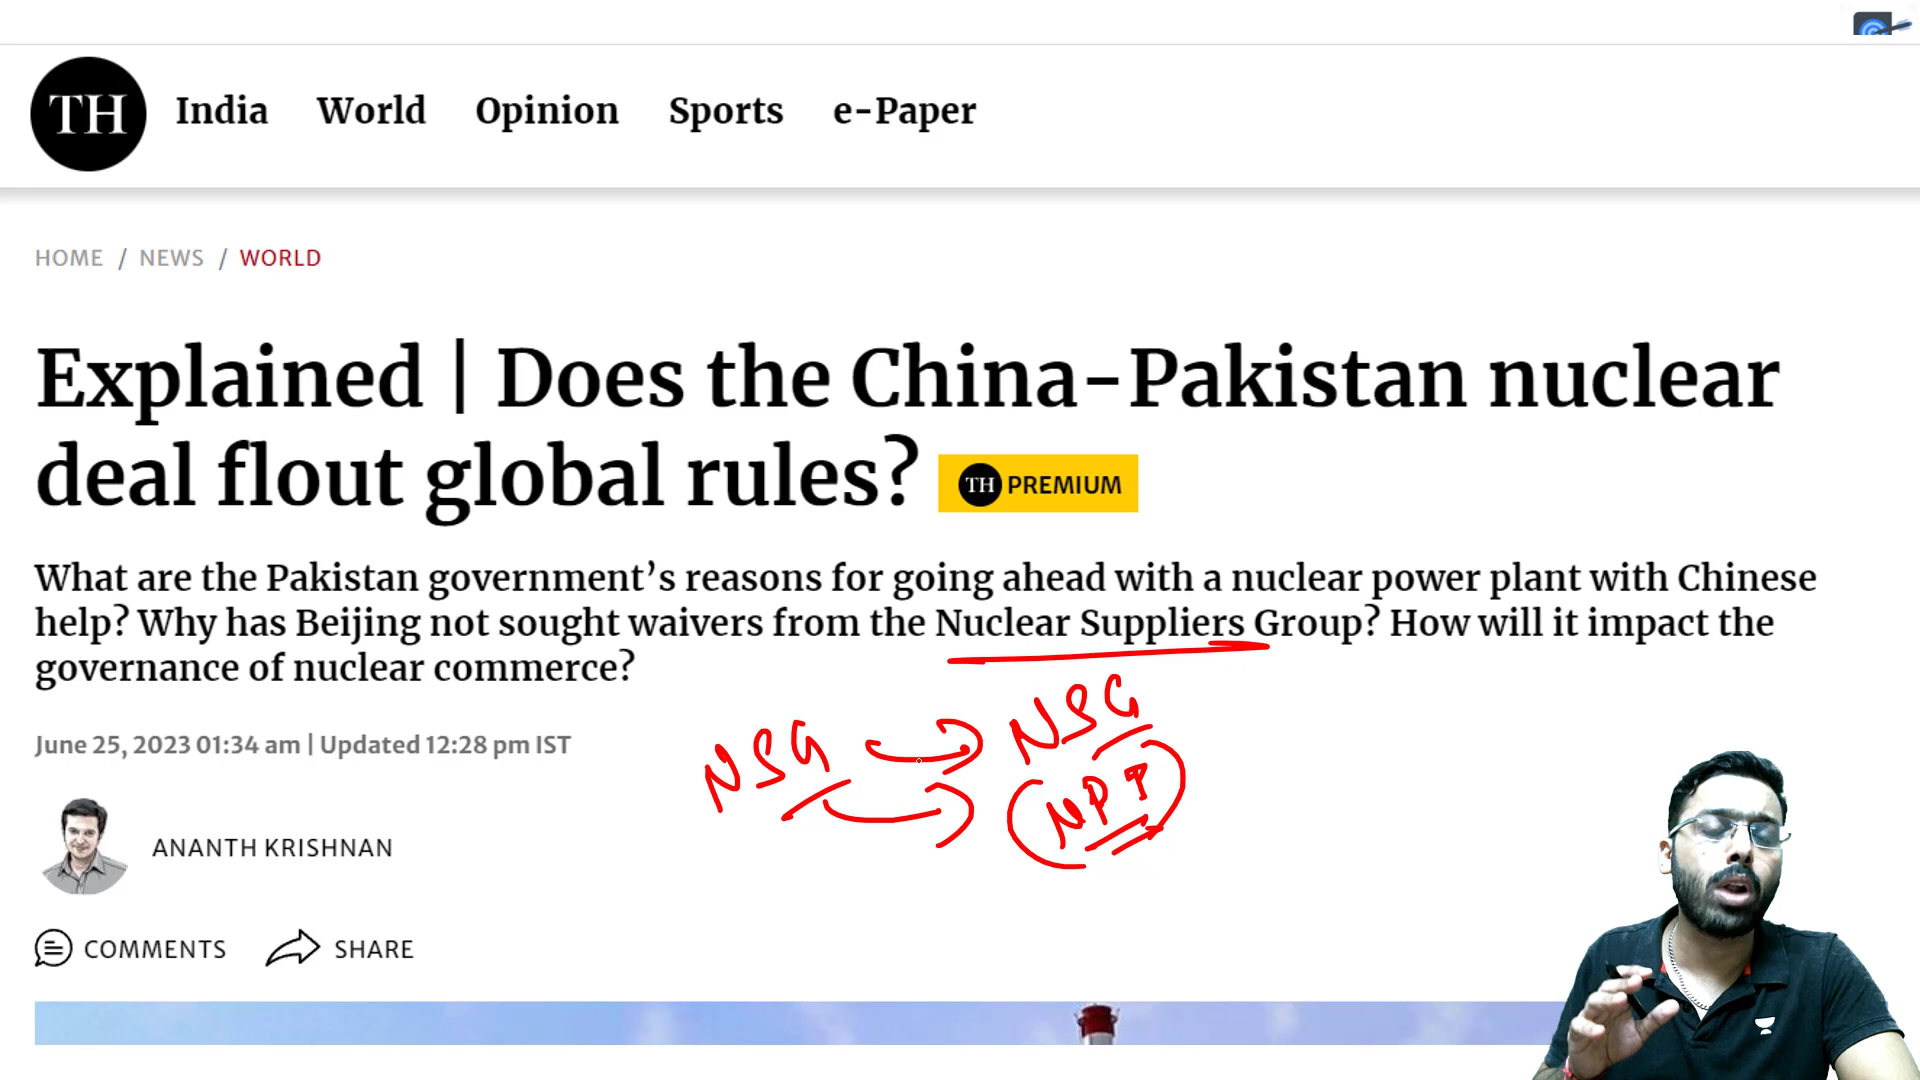 TH India World Opinion Sports e-Paper
HOME / NEWS / WORLD
Explained | Does the China-Pakistan nuclear
deal flout global rules? TH PREMIUM
What are the Pakistan government’s reasons for going ahead with a nuclear power plant with Chinese
help? Why has Beijing not sought waivers from the Nuclear Suppliers Group? How will it impact the
governance of nuclear commerce?
NSG NSG
June 25, 2023 01:34 am | Updated 12:28 pm IST
NPT
ANANTH KRISHNAN
COMMENTS SHARE